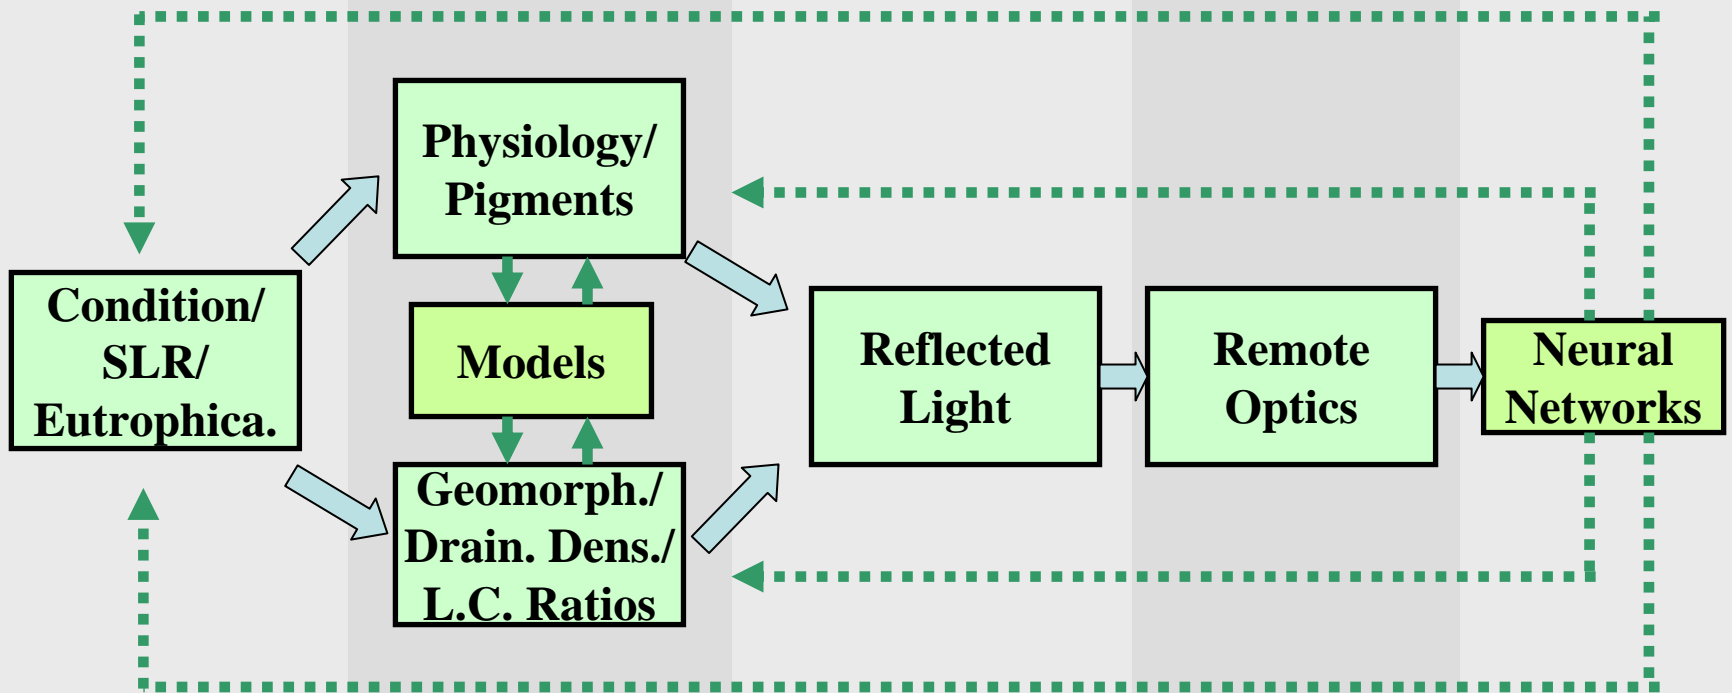 Condition/
SLR/
Eutrophica.
Physiology/
Pigments
Models
Geomorph./
Drain. Dens./
L.C. Ratios
Reflected
Light
Remote
Optics
Neural
Networks